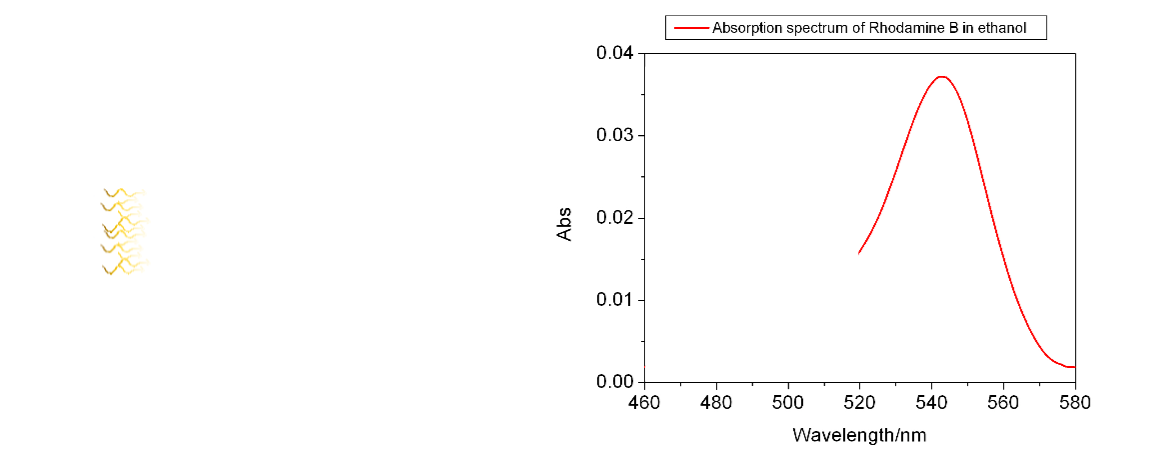 Absorption spectrum of Rhodamine B in ethanol
0.04
0.03
0.02
0.01
0.00
Abs
460 480 500 520 540 560 580
Wavelength/nm